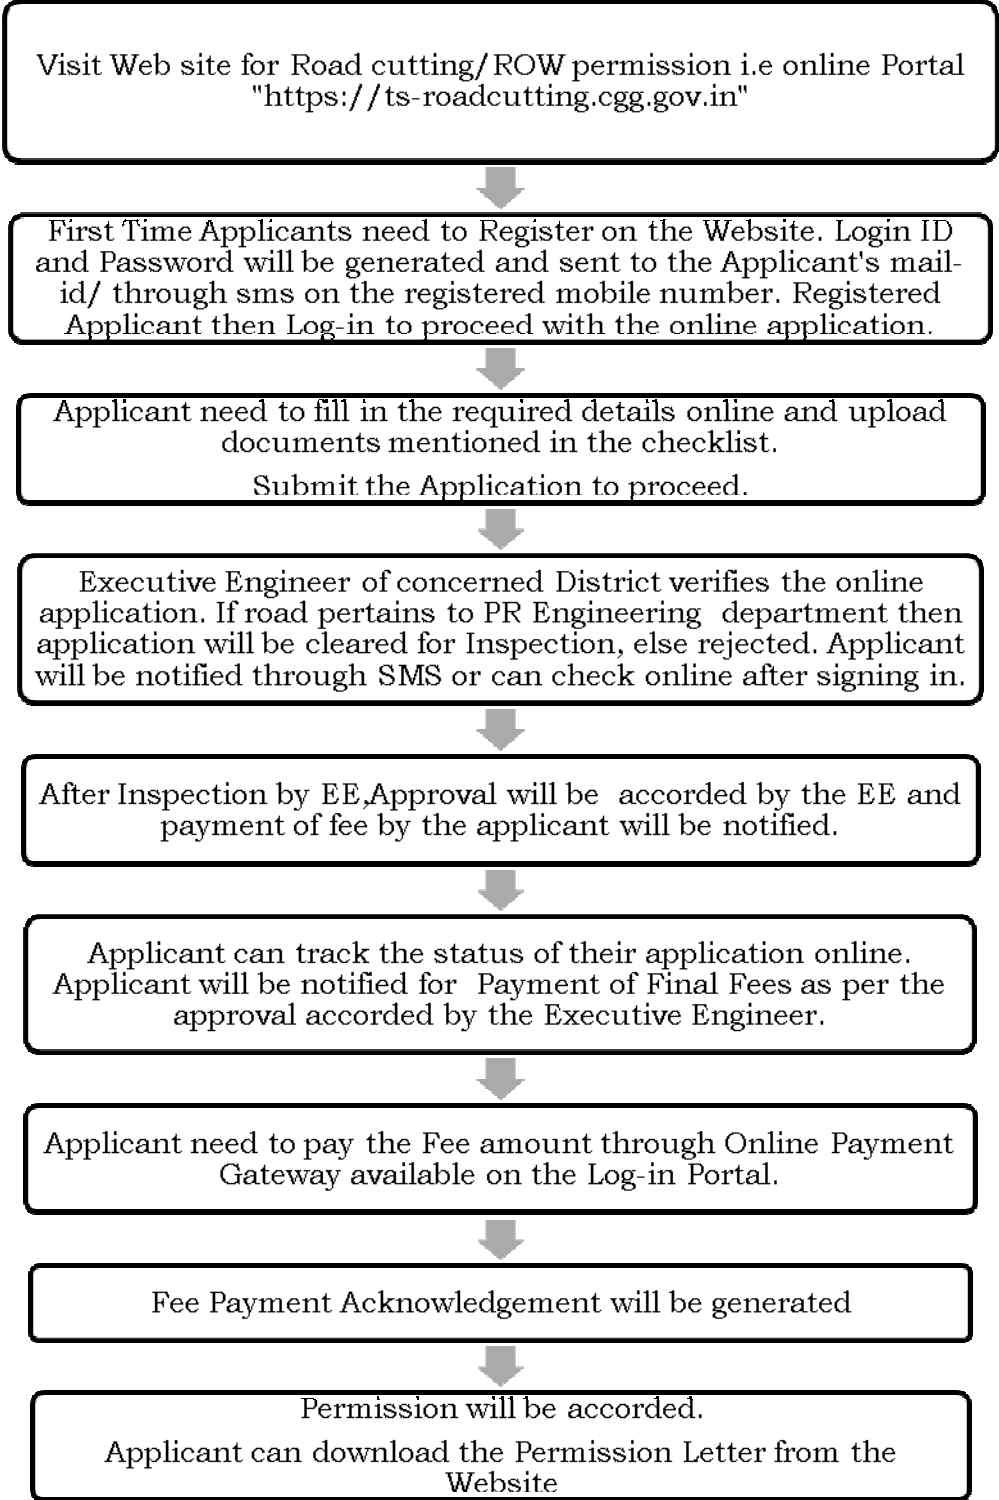 Visit Web site for Road cutting/ROW permission i.e online Portal
"https://ts-roadcutting.cgg.gov.in"
First Time Applicants need to Register on the Website. Login ID
and Password will be generated and sent to the Applicant's mail-
id/ through sms on the registered mobile number. Registered
Applicant then Log-in to proceed with the online application.
Applicant need to fill in the required details online and upload
documents mentioned in the checklist.
Submit the Application to proceed.
Executive Engineer of concerned District verifies the online
application. If road pertains to PR Engineering department then
application will be cleared for Inspection, else rejected. Applicant
will be notified through SMS or can check online after signing in.
After Inspection by EE,Approval will be accorded by the EE and
payment of fee by the applicant will be notified.
Applicant can track the status of their application online.
Applicant will be notified for Payment of Final Fees as per the
approval accorded by the Executive Engineer.
Applicant need to pay the Fee amount through Online Payment
Gateway available on the Log-in Portal.
Fee Payment Acknowledgement will be generated
Permission will be accorded.
Applicant can download the Permission Letter from the
Website